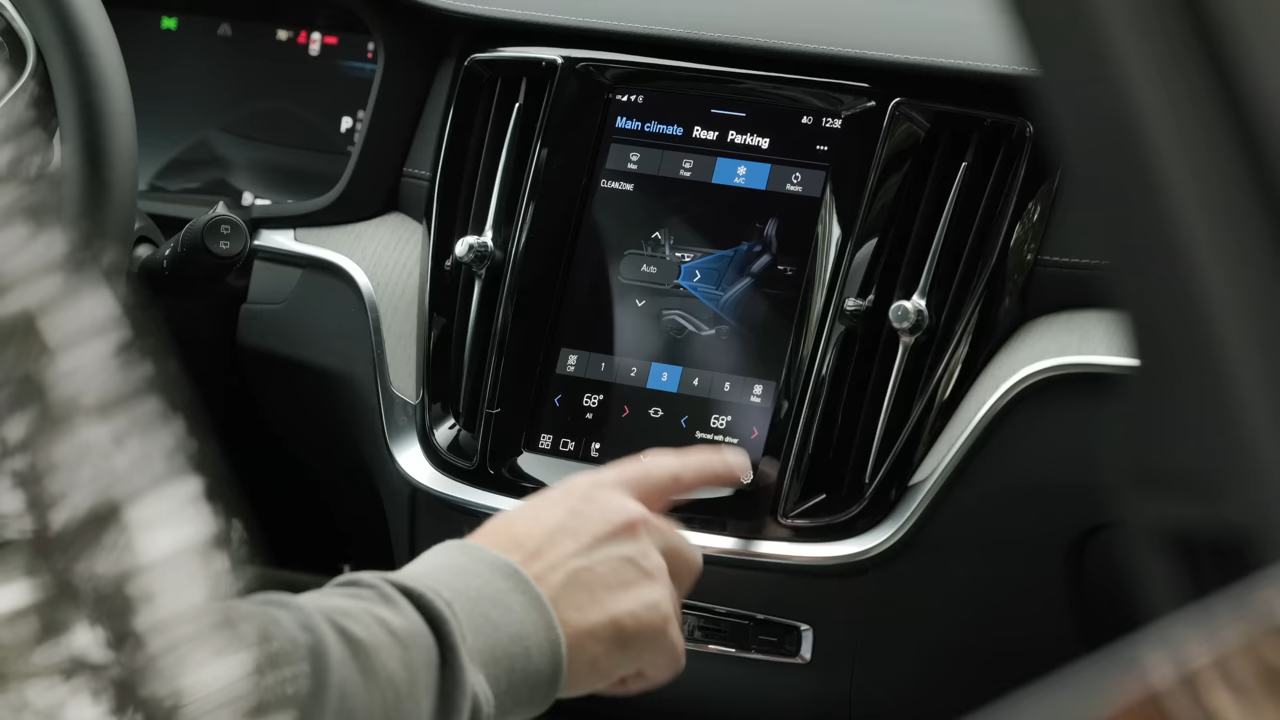 P
12:38
Main climate Rear Parking
Max Rear A/C Recirc
CLEANZONE
Auto
Off 1 2 3 4 5 Max
68° 68°
All Synced with driver